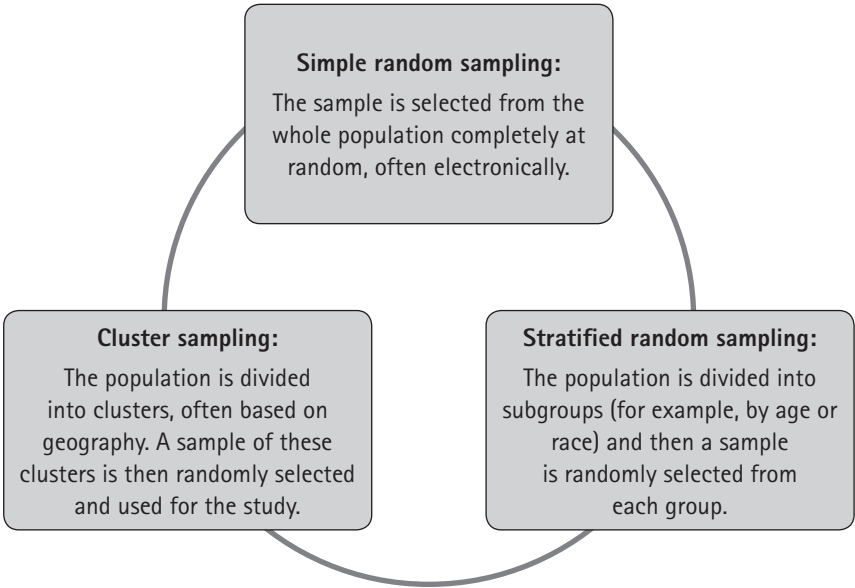 Simple random sampling:
The sample is selected from the
whole population completely at
random, often electronically.
Cluster sampling:
The population is divided
into clusters, often based on
geography. A sample of these
clusters is then randomly selected
and used for the study.
Stratified random sampling:
The population is divided into
subgroups (for example, by age or
race) and then a sample
is randomly selected from
each group.